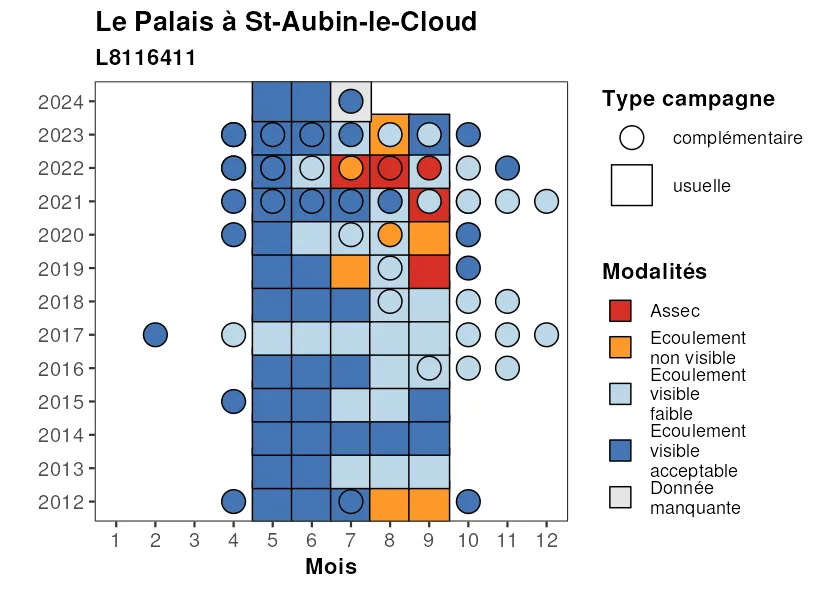 Le Palais à St-Aubin-le-Cloud
L8116411
2024
2023
2022
2021
2020
2019
2018
2017
2016
2015
2014
2013
2012
1 2 3 4 5 6 7 8 9 10 11 12
Mois
Type campagne
complémentaire
usuelle
Modalités
Assec
Ecoulement
non visible
Ecoulement
visible
faible
Ecoulement
visible
acceptable
Donnée
manquante